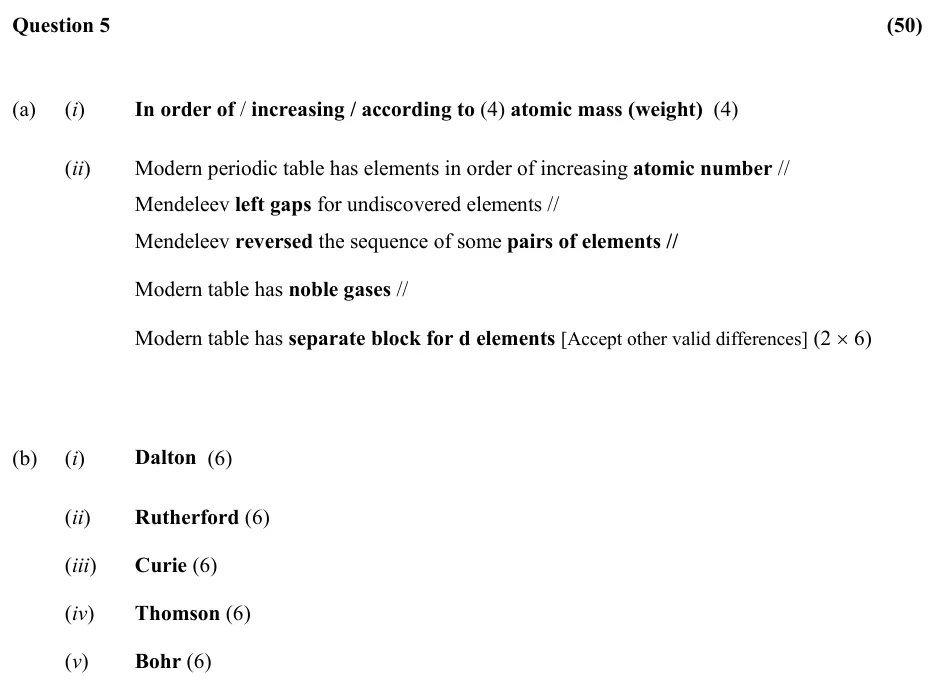 Question 5 (50)
(a) (i) In order of / increasing / according to (4) atomic mass (weight) (4)
(ii) Modern periodic table has elements in order of increasing atomic number //
Mendeleev left gaps for undiscovered elements //
Mendeleev reversed the sequence of some pairs of elements //
Modern table has noble gases //
Modern table has separate block for d elements [Accept other valid differences] (2 × 6)
(b) (i) Dalton (6)
(ii) Rutherford (6)
(iii) Curie (6)
(iv) Thomson (6)
(v) Bohr (6)